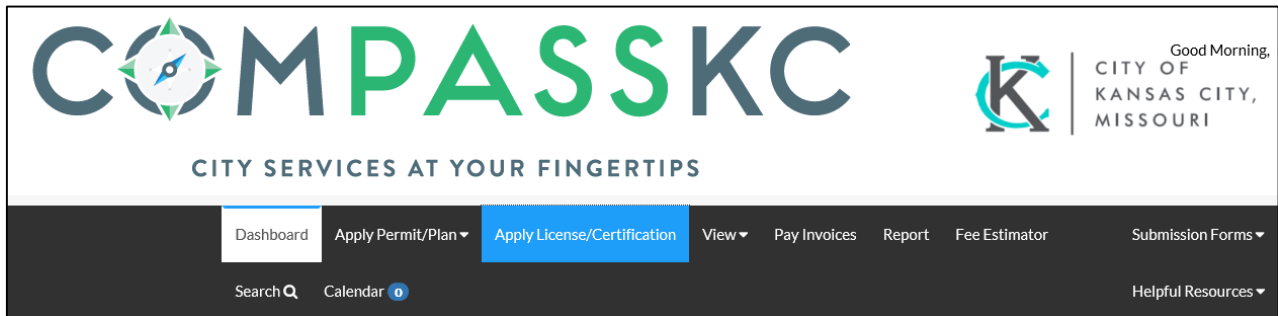 COMPASSKC
CITY SERVICES AT YOUR FINGERTIPS
Good Morning,
KC
CITY OF
KANSAS CITY,
MISSOURI
Dashboard Apply Permit/Plan Apply License/Certification View Pay Invoices Report Fee Estimator Submission Forms
Search Calendar 0 Helpful Resources